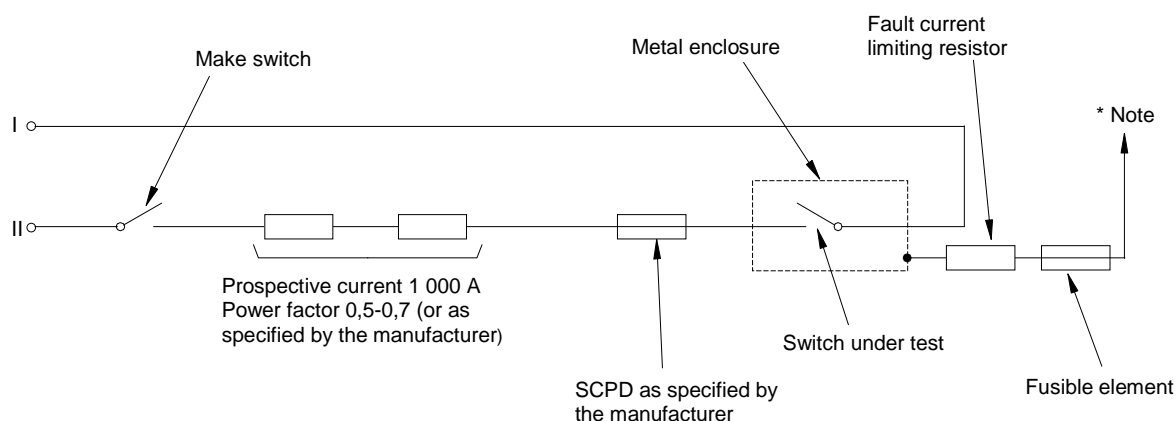 Fault current
limiting resistor
Metal enclosure
Make switch
* Note
I
II
Prospective current 1 000 A
Power factor 0,5-0,7 (or as
specified by the manufacturer)
Switch under test
SCPD as specified by
the manufacturer
Fusible element